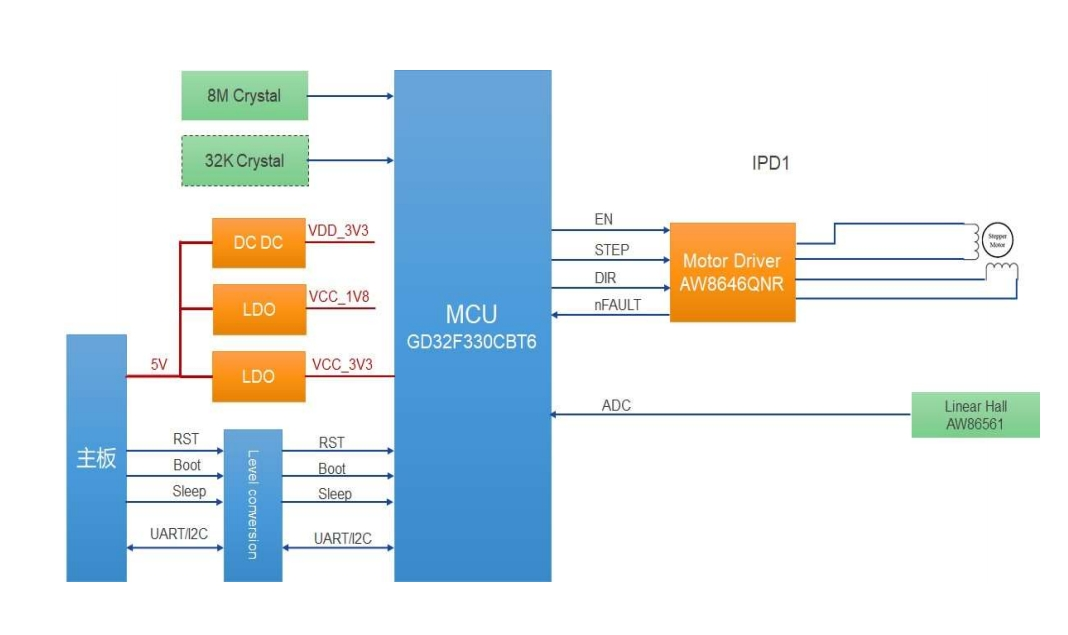 8M Crystal
32K Crystal
IPD1
DC DC
VDD_3V3
LDO
VCC_1V8
LDO
VCC_3V3
5V
主板
RST
Boot
Sleep
UART/I2C
Level conversion
RST
Boot
Sleep
UART/I2C
MCU
GD32F330CBT6
EN
STEP
DIR
nFAULT
ADC
Motor Driver
AW8646QNR
Stepper
Motor
Linear Hall
AW86561